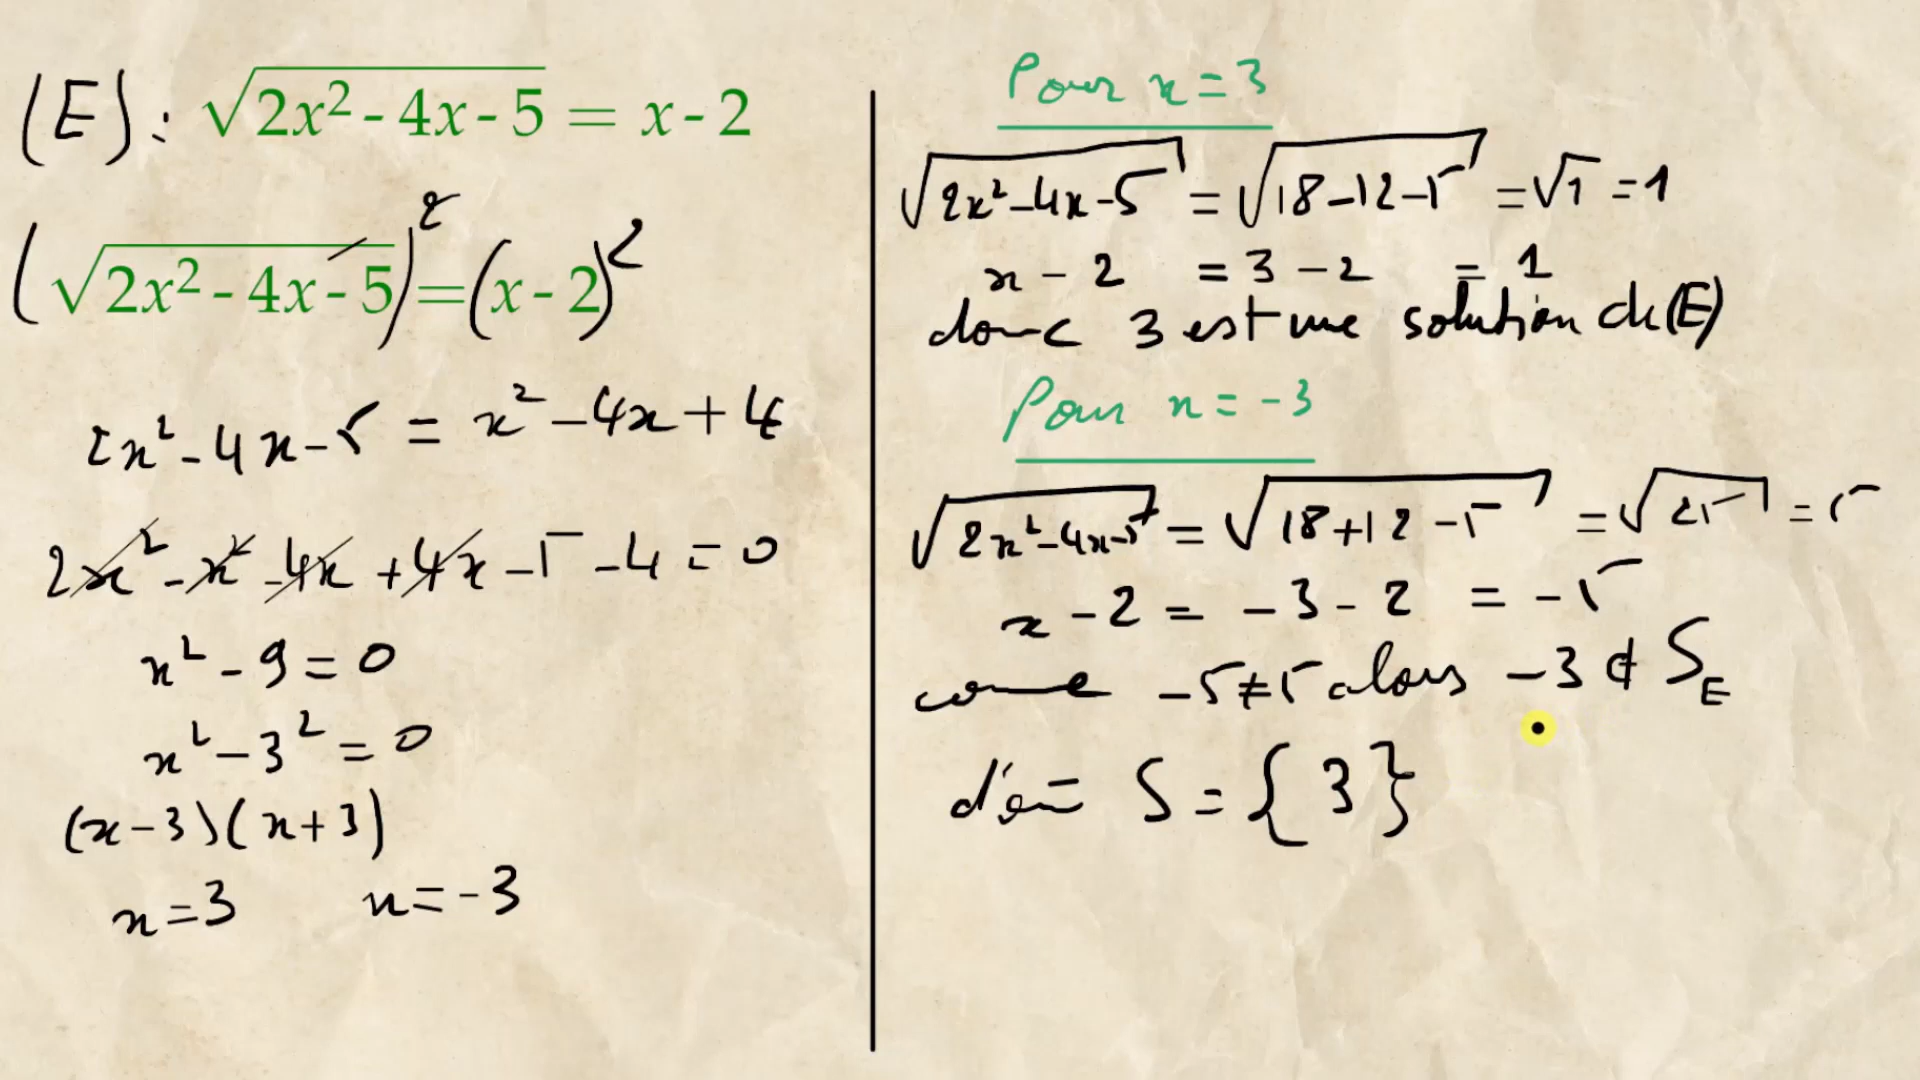 (E): √(2x² - 4x - 5) = x - 2
(√(2x² - 4x - 5))² = (x - 2)²
2x² - 4x - 5 = x² - 4x + 4
2x² - x² - 4x + 4x - 5 - 4 = 0
x² - 9 = 0
x² - 3² = 0
(x - 3)(x + 3)
x = 3 x = -3
Pour x = 3
√(2x² - 4x - 5) = √(18 - 12 - 5) = √1 = 1
x - 2 = 3 - 2 = 1
donc 3 est une solution de (E)
Pour x = -3
√(2x² - 4x - 5) = √(18 + 12 - 5) = √25 = 5
x - 2 = -3 - 2 = -5
come -5 ≠ 5 alors -3 ∉ S_E
d'où S = {3}